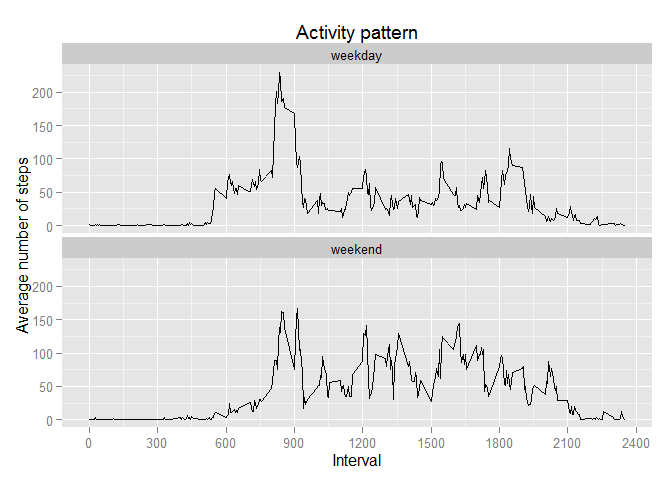 Activity pattern
weekday
200
150
100
50
0
Average number of steps
weekend
200
150
100
50
0
0 300 600 900 1200 1500 1800 2100 2400
Interval